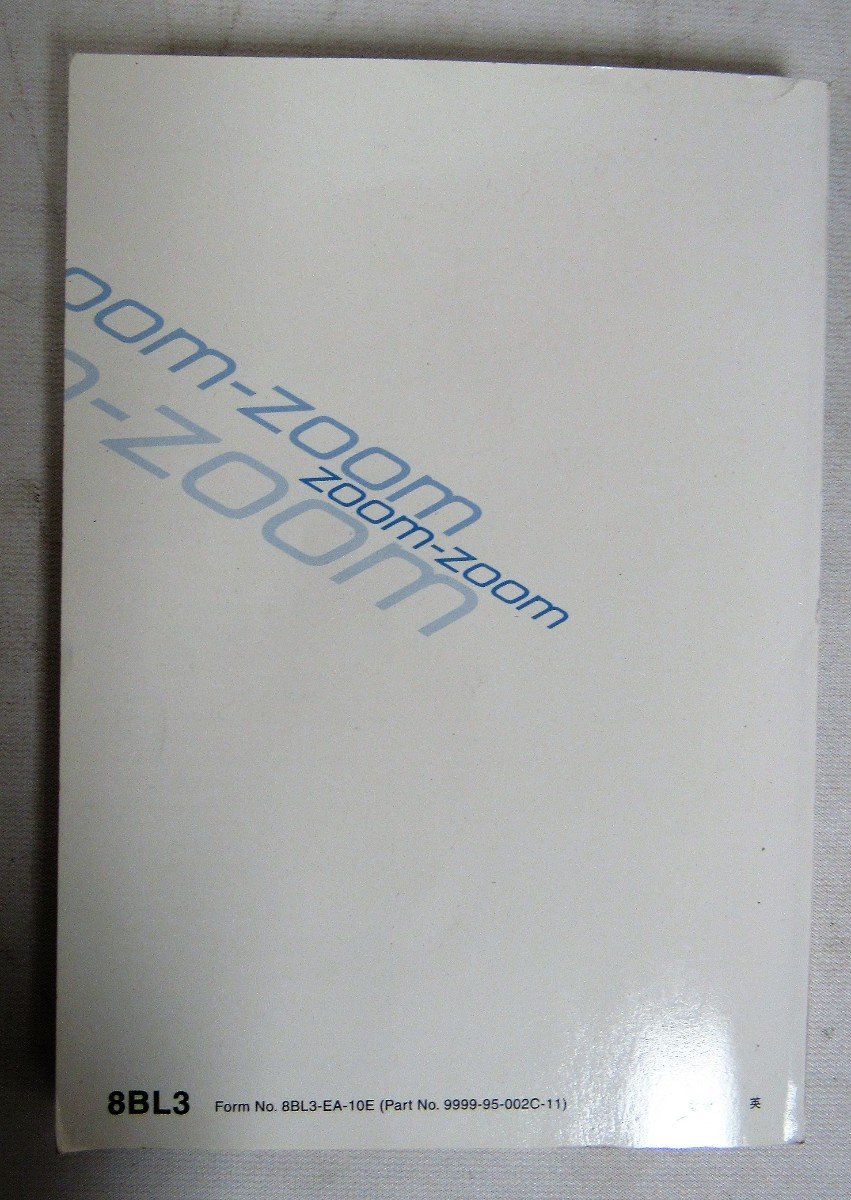 oom-zoom
zoom-zoom
-zoom
8BL3 Form No. 8BL3-EA-10E (Part No. 9999-95-002C-11) 英